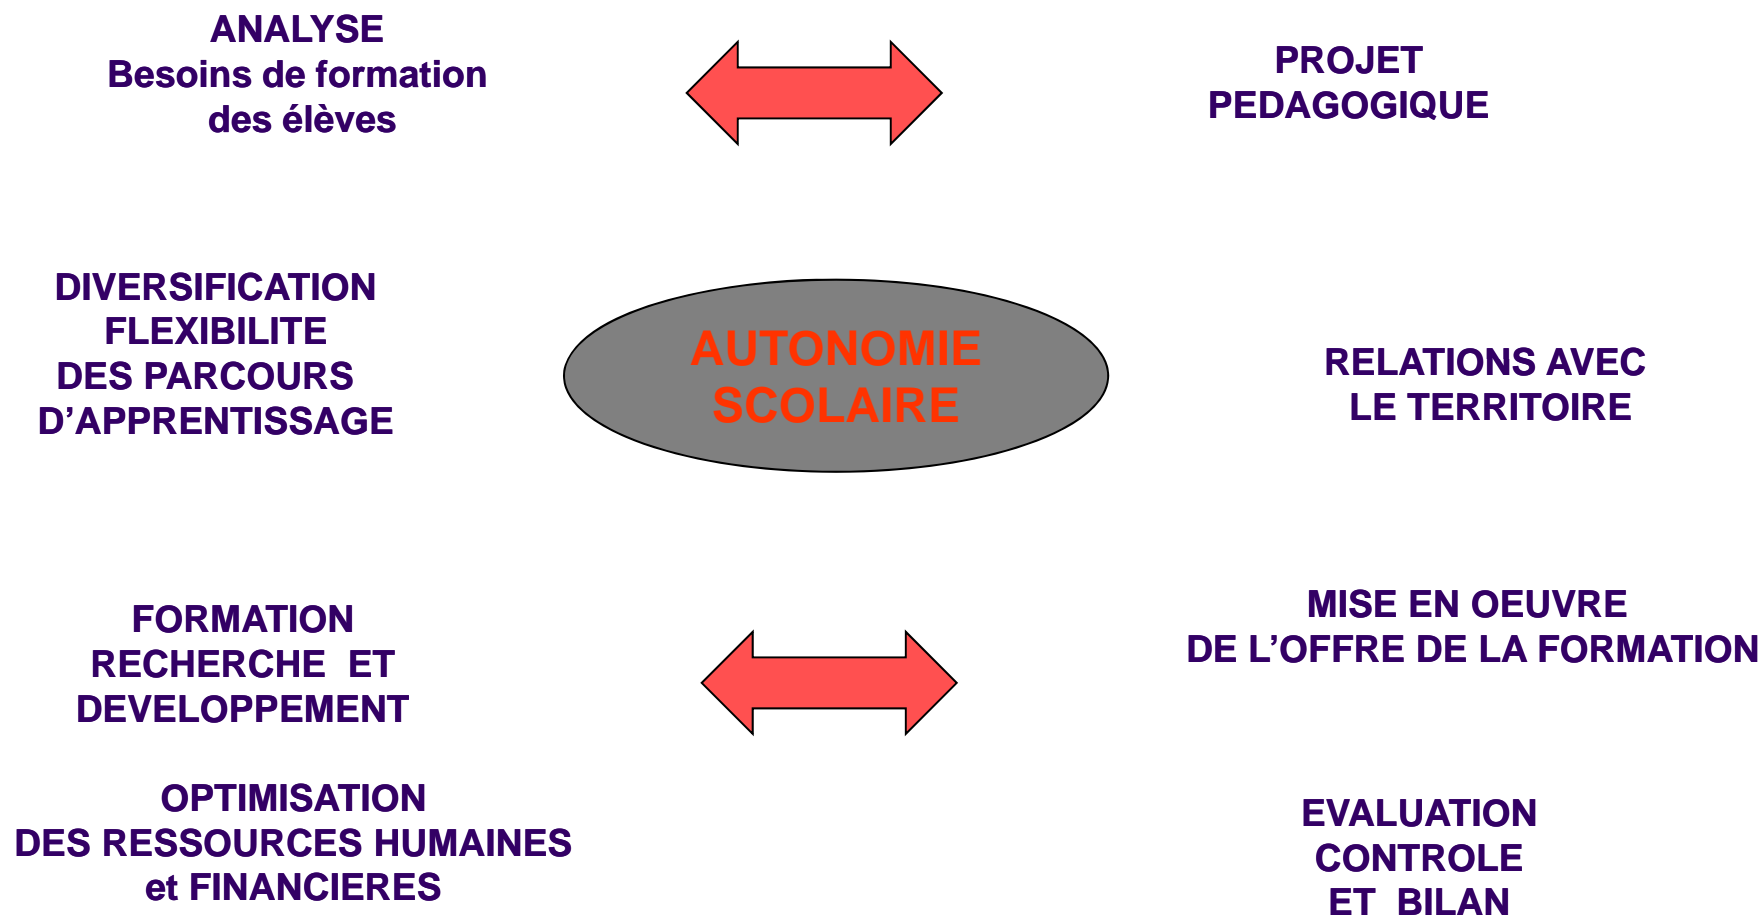 ANALYSE
Besoins de formation
des élèves
PROJET
PEDAGOGIQUE
DIVERSIFICATION
FLEXIBILITE
DES PARCOURS
D’APPRENTISSAGE
AUTONOMIE
SCOLAIRE
RELATIONS AVEC
LE TERRITOIRE
FORMATION
RECHERCHE ET
DEVELOPPEMENT
MISE EN OEUVRE
DE L’OFFRE DE LA FORMATION
OPTIMISATION
DES RESSOURCES HUMAINES
et FINANCIERES
EVALUATION
CONTROLE
ET BILAN